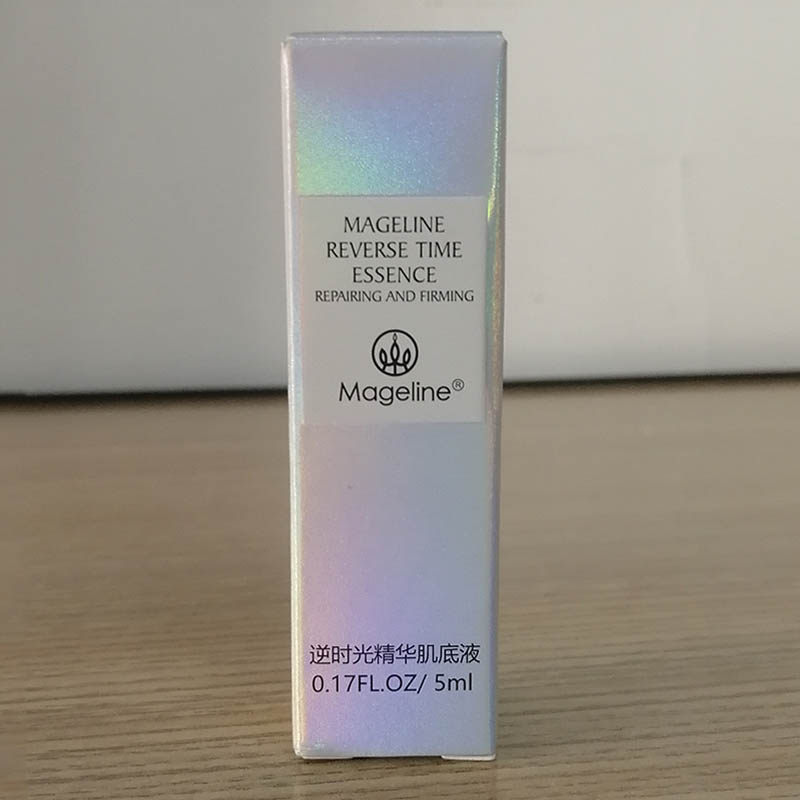 MAGELINE
REVERSE TIME
ESSENCE
REPAIRING AND FIRMING
Mageline®
逆时光精华肌底液
0.17FL.OZ/ 5ml